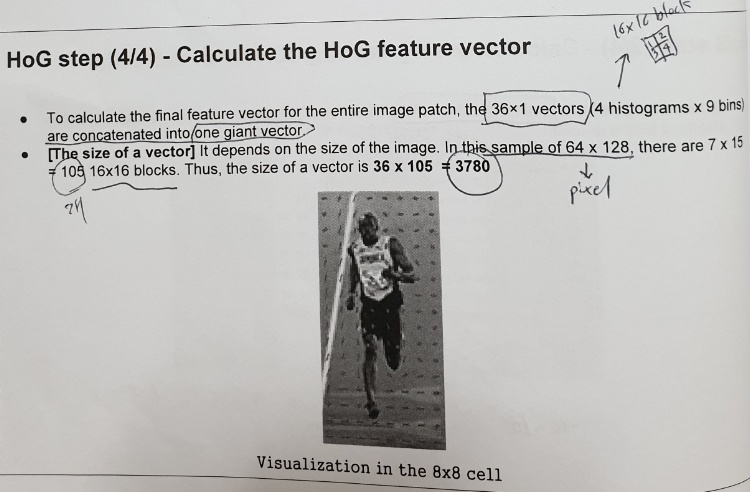 16x16 block
HoG step (4/4) - Calculate the HoG feature vector
1 2
3 4
• To calculate the final feature vector for the entire image patch, the 36×1 vectors (4 histograms x 9 bins)
are concatenated into one giant vector.
• [The size of a vector] It depends on the size of the image. In this sample of 64 x 128, there are 7 x 15
= 105 16x16 blocks. Thus, the size of a vector is 36 x 105 = 3780
개
pixel
Visualization in the 8x8 cell